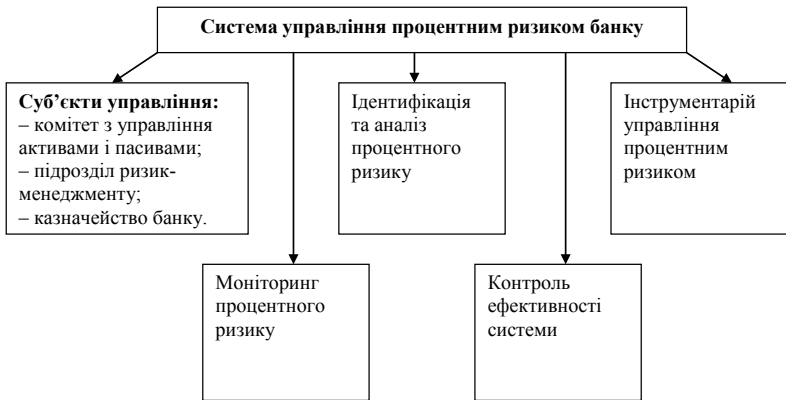 Система управління процентним ризиком банку
Суб’єкти управління:
– комітет з управління
активами і пасивами;
– підрозділ ризик-
менеджменту;
– казначейство банку.
Ідентифікація
та аналіз
процентного
ризику
Інструментарій
управління
процентним
ризиком
Моніторинг
процентного
ризику
Контроль
ефективності
системи